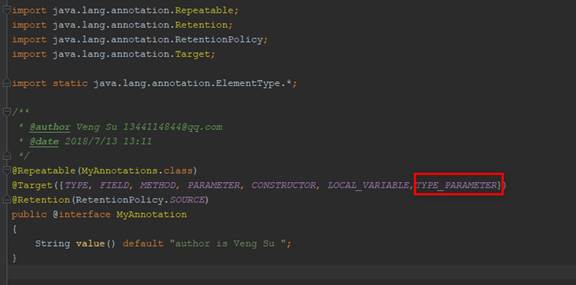 import java.lang.annotation.Repeatable;
import java.lang.annotation.Retention;
import java.lang.annotation.RetentionPolicy;
import java.lang.annotation.Target;
import static java.lang.annotation.ElementType.*;
/**
* @author Veng Su 1344114844@qq.com
* @date 2018/7/13 13:11
*/
@Repeatable(MyAnnotations.class)
@Target({TYPE, FIELD, METHOD, PARAMETER, CONSTRUCTOR, LOCAL_VARIABLE,TYPE_PARAMETER})
@Retention(RetentionPolicy.SOURCE)
public @interface MyAnnotation
{
String value() default "author is Veng Su ";
}